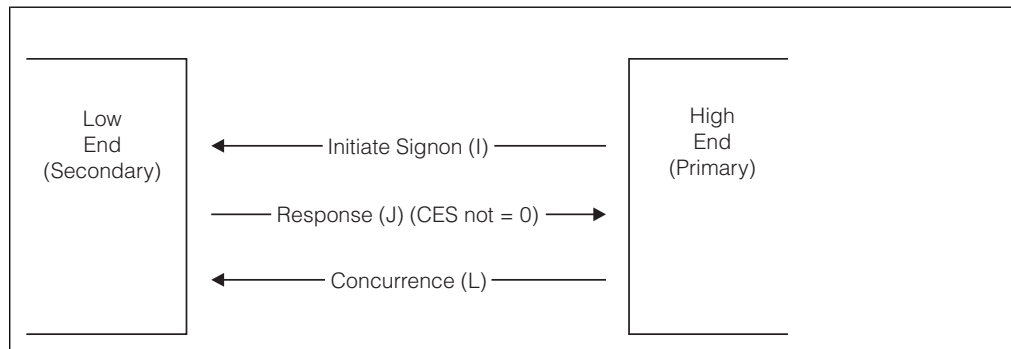 Low
End
(Secondary)
High
End
(Primary)
Initiate Signon (I)
Response (J) (CES not = 0)
Concurrence (L)